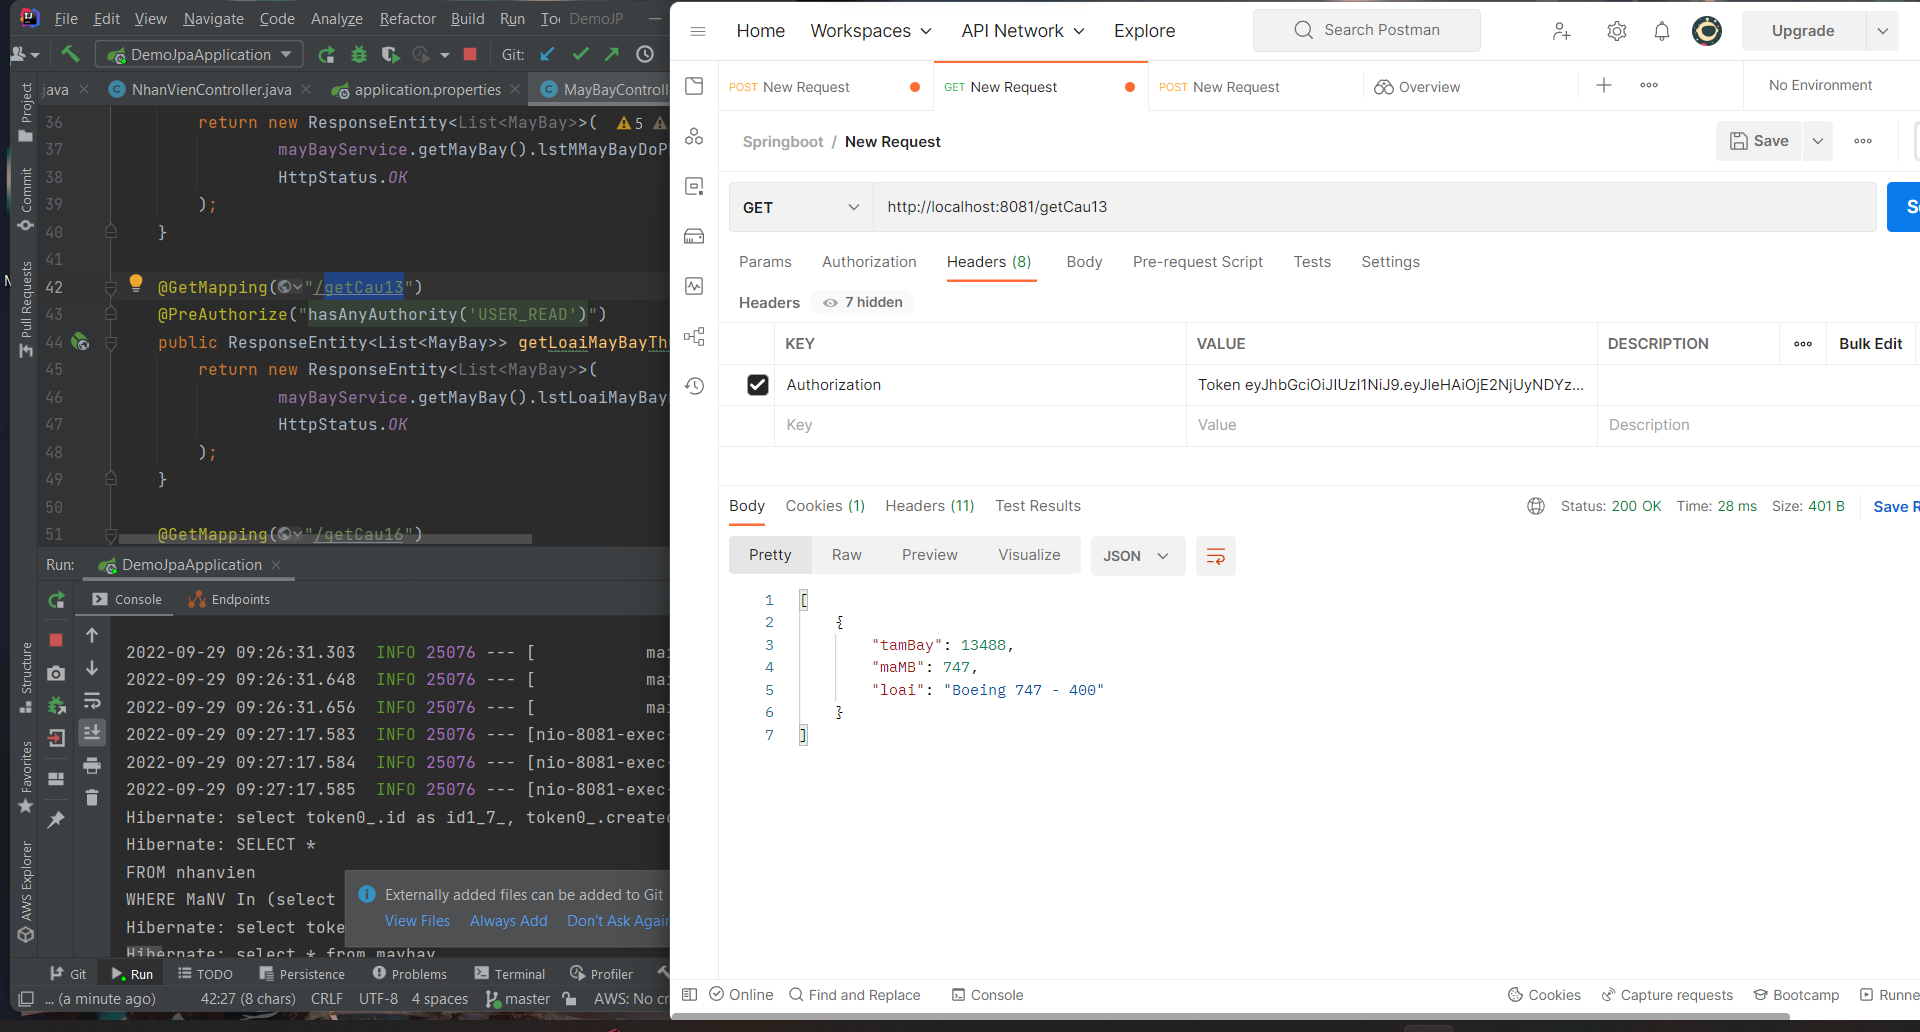 File Edit View Navigate Code Analyze Refactor Build Run DemoJP
DemoJpaApplication Git:
java NhanVienController.java application.properties MayBayControll
36 return new ResponseEntity<List<MayBay>>( 5
37 mayBayService.getMayBay().lstMMayBayDoP
38 HttpStatus.OK
39 );
40 }
41
42 @GetMapping("/getCau13")
43 @PreAuthorize("hasAnyAuthority('USER_READ')")
44 public ResponseEntity<List<MayBay>> getLoaiMayBayTh
45 return new ResponseEntity<List<MayBay>>(
46 mayBayService.getMayBay().lstLoaiMayBay
47 HttpStatus.OK
48 );
49 }
50
51 @GetMapping("/getCau16")
Project
Commit
Pull Requests
Structure
Favorites
AWS Explorer
Run: DemoJpaApplication
Console Endpoints
2022-09-29 09:26:31.303 INFO 25076 --- [ mai
2022-09-29 09:26:31.648 INFO 25076 --- [ mai
2022-09-29 09:26:31.656 INFO 25076 --- [ mai
2022-09-29 09:27:17.583 INFO 25076 --- [nio-8081-exec-
2022-09-29 09:27:17.584 INFO 25076 --- [nio-8081-exec-
2022-09-29 09:27:17.585 INFO 25076 --- [nio-8081-exec-
Hibernate: select token0_.id as id1_7_, token0_.created
Hibernate: SELECT *
FROM nhanvien
WHERE MaNV In (select
Hibernate: select toke
Hibernate: select * from maybay
Externally added files can be added to Git
View Files Always Add Don't Ask Again
Git Run TODO Persistence Problems Terminal Profiler
... (a minute ago) 42:27 (8 chars) CRLF UTF-8 4 spaces master AWS: No cr
Home Workspaces API Network Explore Search Postman Upgrade
POST New Request GET New Request POST New Request Overview No Environment
Springboot / New Request Save
GET http://localhost:8081/getCau13 S
Params Authorization Headers (8) Body Pre-request Script Tests Settings
Headers 7 hidden
KEY VALUE DESCRIPTION Bulk Edit
Authorization Token eyJhbGciOiJIUzI1NiJ9.eyJleHAiOjE2NjUyNDYz...
Key Value Description
Body Cookies (1) Headers (11) Test Results Status: 200 OK Time: 28 ms Size: 401 B Save R
Pretty Raw Preview Visualize JSON
1 [
2 {
3 "tamBay": 13488,
4 "maMB": 747,
5 "loai": "Boeing 747 - 400"
6 }
7 ]
Online Find and Replace Console Cookies Capture requests Bootcamp Runne